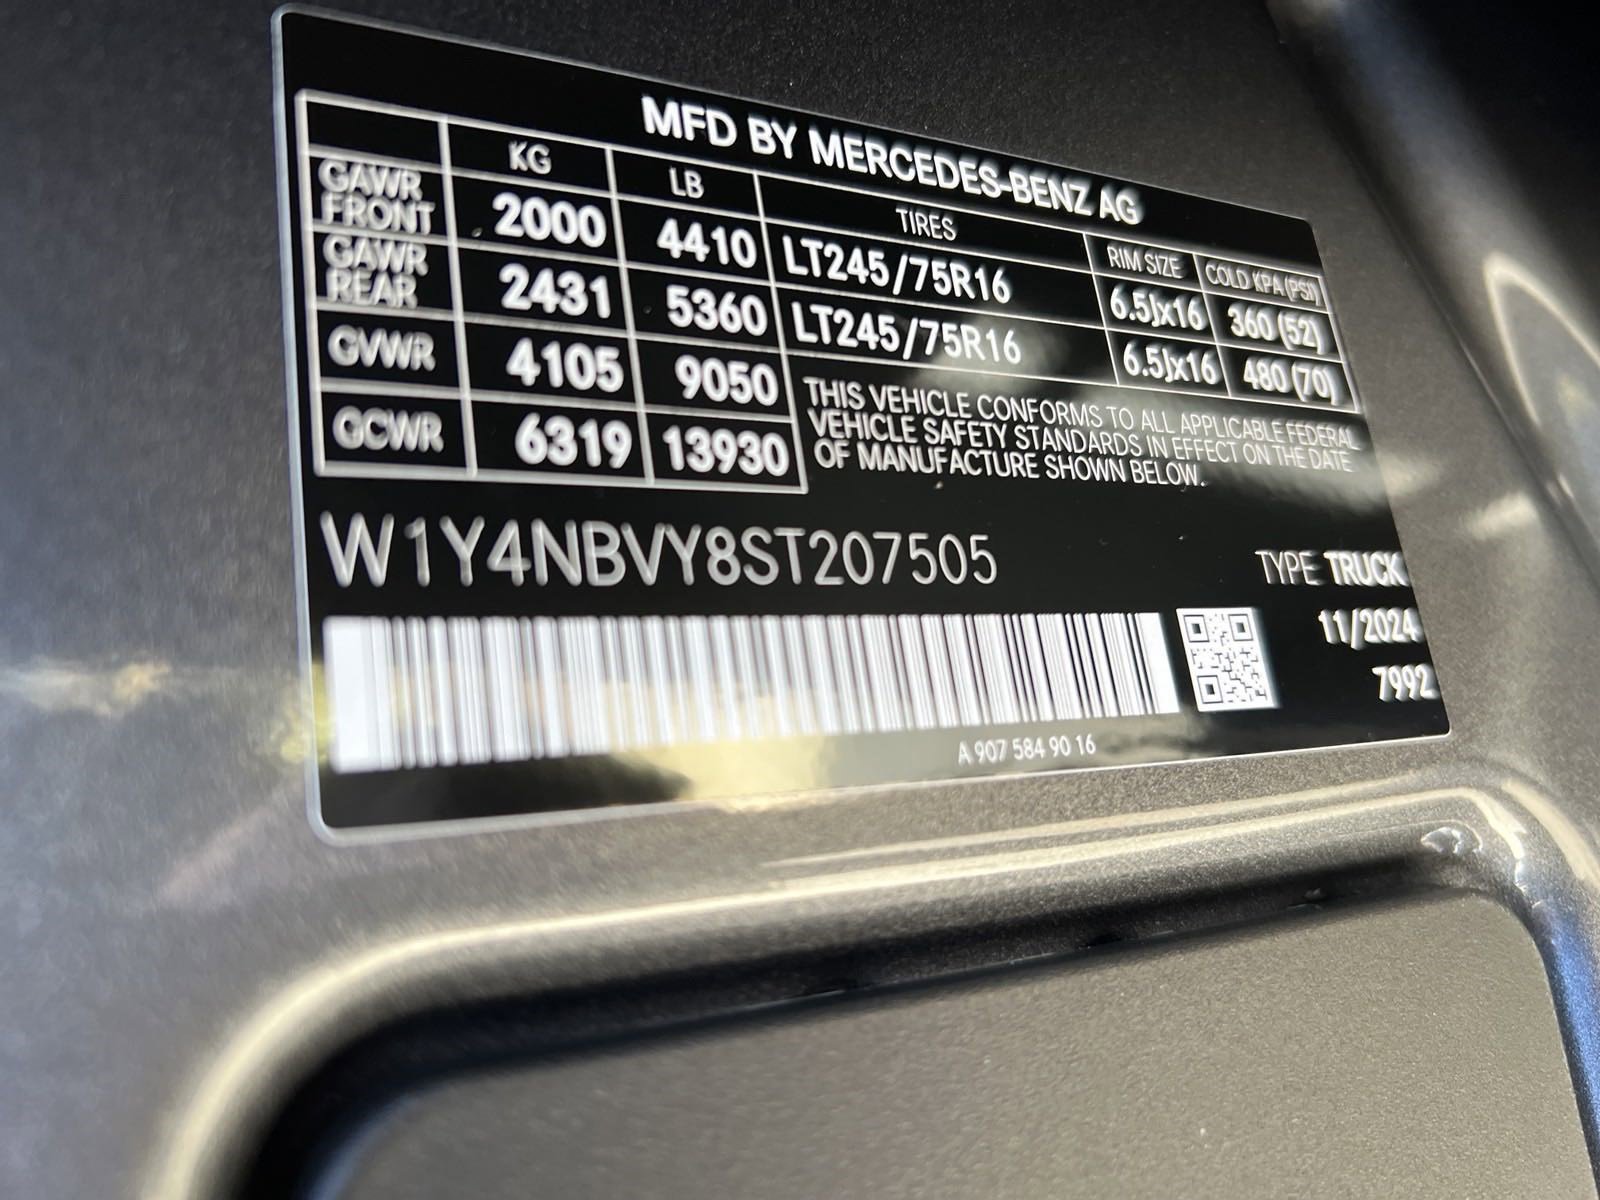 MFD BY MERCEDES-BENZ AG
KG LB TIRES RIM SIZE COLD KPA (PSI)
GAWR FRONT 2000 4410 LT245/75R16 6.5Jx16 360 (52)
GAWR REAR 2431 5360 LT245/75R16 6.5Jx16 480 (70)
GVWR 4105 9050
GCWR 6319 13930
THIS VEHICLE CONFORMS TO ALL APPLICABLE FEDERAL
VEHICLE SAFETY STANDARDS IN EFFECT ON THE DATE
OF MANUFACTURE SHOWN BELOW.
W1Y4NBVY8ST207505
TYPE TRUCK
11/2024
7992
A 907 584 90 16